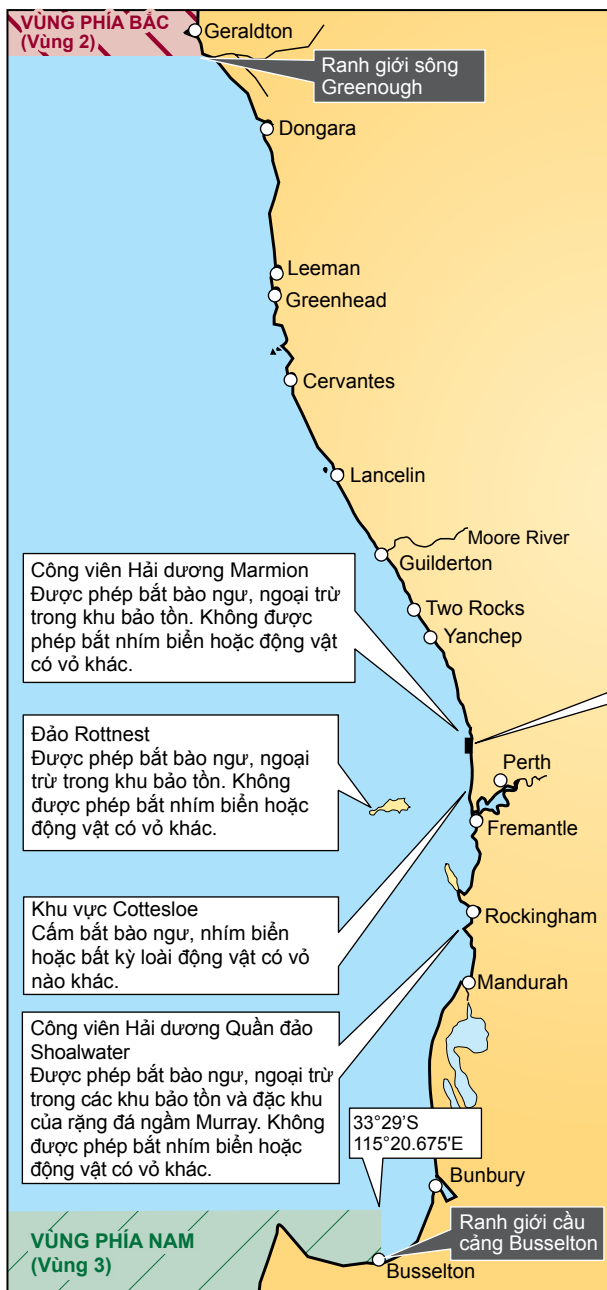 VÙNG PHÍA BẮC
(Vùng 2)
Geraldton
Ranh giới sông
Greenough
Dongara
Leeman
Greenhead
Cervantes
Lancelin
Moore River
Guilderton
Công viên Hải dương Marmion
Được phép bắt bào ngư, ngoại trừ
trong khu bảo tồn. Không được
phép bắt nhím biển hoặc động vật
có vỏ khác.
Two Rocks
Yanchep
Đảo Rottnest
Được phép bắt bào ngư, ngoại
trừ trong khu bảo tồn. Không
được phép bắt nhím biển hoặc
động vật có vỏ khác.
Perth
Fremantle
Khu vực Cottesloe
Cấm bắt bào ngư, nhím biển
hoặc bất kỳ loài động vật có vỏ
nào khác.
Rockingham
Mandurah
Công viên Hải dương Quần đảo
Shoalwater
Được phép bắt bào ngư, ngoại trừ
trong các khu bảo tồn và đặc khu
của rặng đá ngầm Murray. Không
được phép bắt nhím biển hoặc
động vật có vỏ khác.
33°29'S
115°20.675'E
Bunbury
Ranh giới cầu
cảng Busselton
VÙNG PHÍA NAM
(Vùng 3)
Busselton